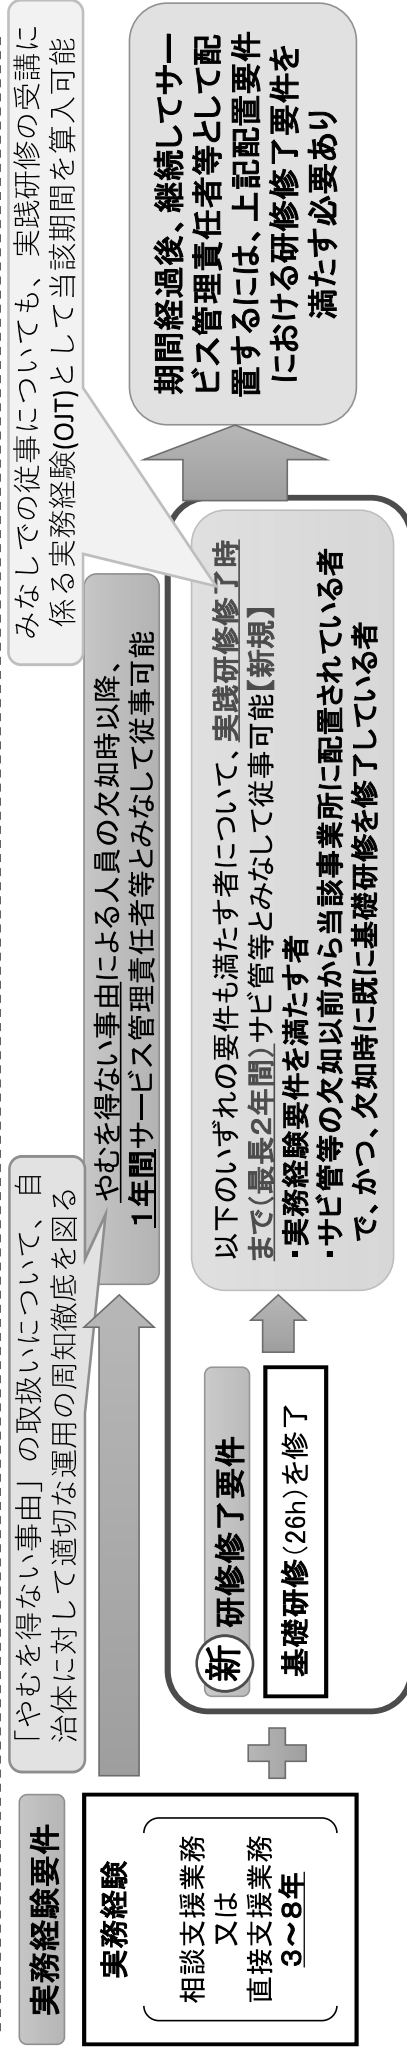 「やむを得ない事由」の取扱いについて、自
治体に対して適切な運用の周知徹底を図る
みなしでの従事についても、実践研修の受講に
係る実務経験(OJT)として当該期間を算入可能
実務経験要件
実務経験
相談支援業務
又は
直接支援業務
３～８年
やむを得ない事由による人員の欠如時以降、
１年間サービス管理責任者等とみなして従事可能
新 研修修了要件
基礎研修(26h)を修了
以下のいずれの要件も満たす者について、実践研修修了時
まで(最長２年間)サビ管等とみなして従事可能【新規】
・実務経験要件を満たす者
・サビ管等の欠如以前から当該事業所に配置されている者
で、かつ、欠如時に既に基礎研修を修了している者
期間経過後、継続してサー
ビス管理責任者等として配
置するには、上記配置要件
における研修修了要件を
満たす必要あり